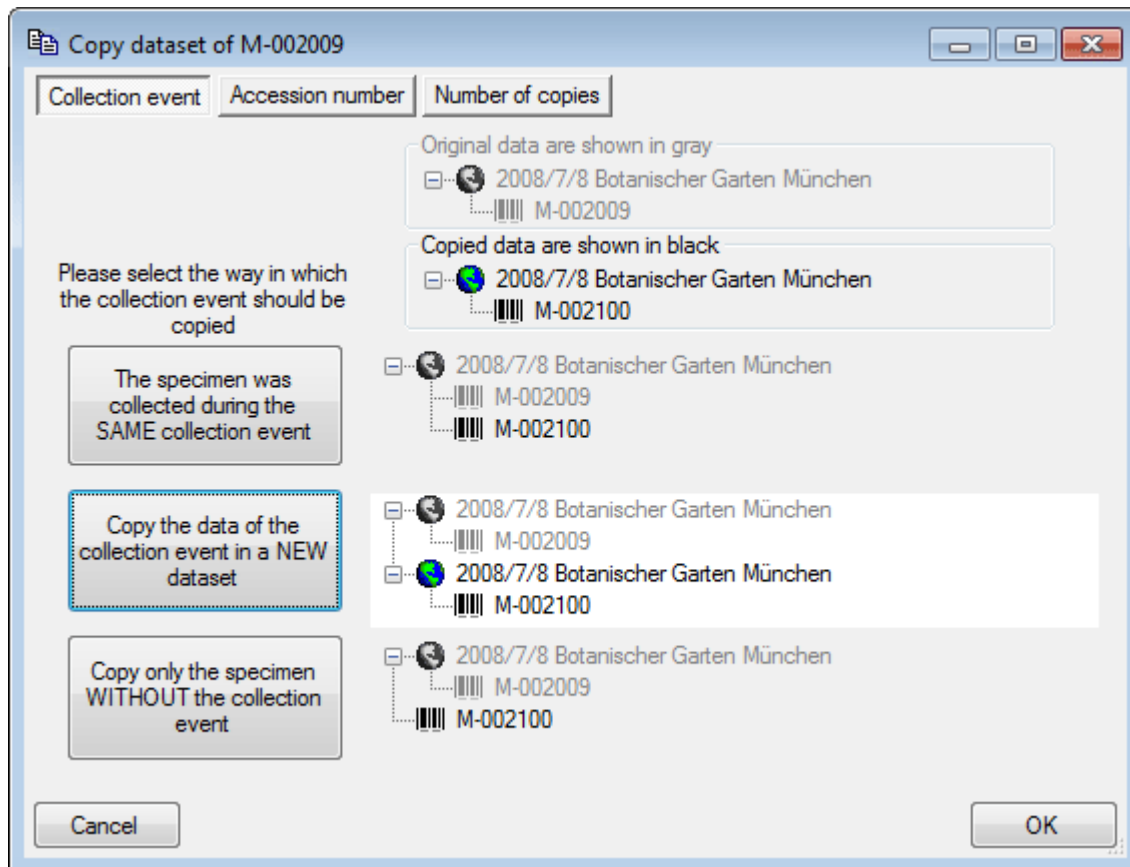 Copy dataset of M-002009
Collection event
Accession number
Number of copies
Original data are shown in gray
2008/7/8 Botanischer Garten München
M-002009
Copied data are shown in black
2008/7/8 Botanischer Garten München
M-002100
Please select the way in which
the collection event should be
copied
The specimen was
collected during the
SAME collection event
2008/7/8 Botanischer Garten München
M-002009
M-002100
Copy the data of the
collection event in a NEW
dataset
2008/7/8 Botanischer Garten München
M-002009
2008/7/8 Botanischer Garten München
M-002100
Copy only the specimen
WITHOUT the collection
event
2008/7/8 Botanischer Garten München
M-002009
M-002100
Cancel
OK